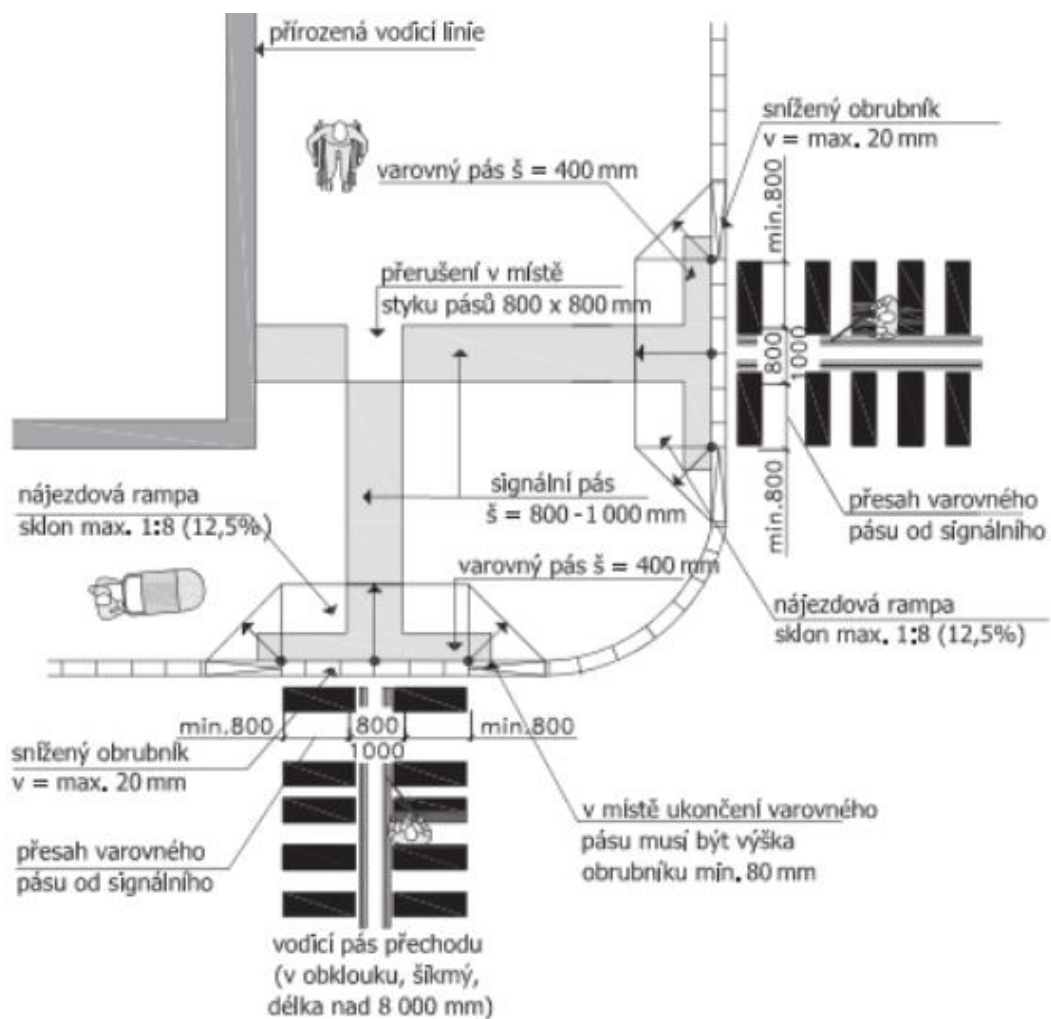 přírozená vodicí linie
snížený obrubník
v = max. 20 mm
varovný pás š = 400 mm
min.800
přerušení v místě
styku pásů 800 x 800 mm
800
1000
min.800
nájezdová rampa
sklon max. 1:8 (12,5%)
signální pás
š = 800 - 1 000 mm
přesah varovného
pásu od signálního
varovný pás š = 400 mm
nájezdová rampa
sklon max. 1:8 (12,5%)
min.800
800
1000
min.800
snížený obrubník
v = max. 20 mm
přesah varovného
pásu od signálního
v místě ukončení varovného
pásu musí být výška
obrubníku min. 80 mm
vodicí pás přechodu
(v obklouku, šikmý,
délka nad 8 000 mm)